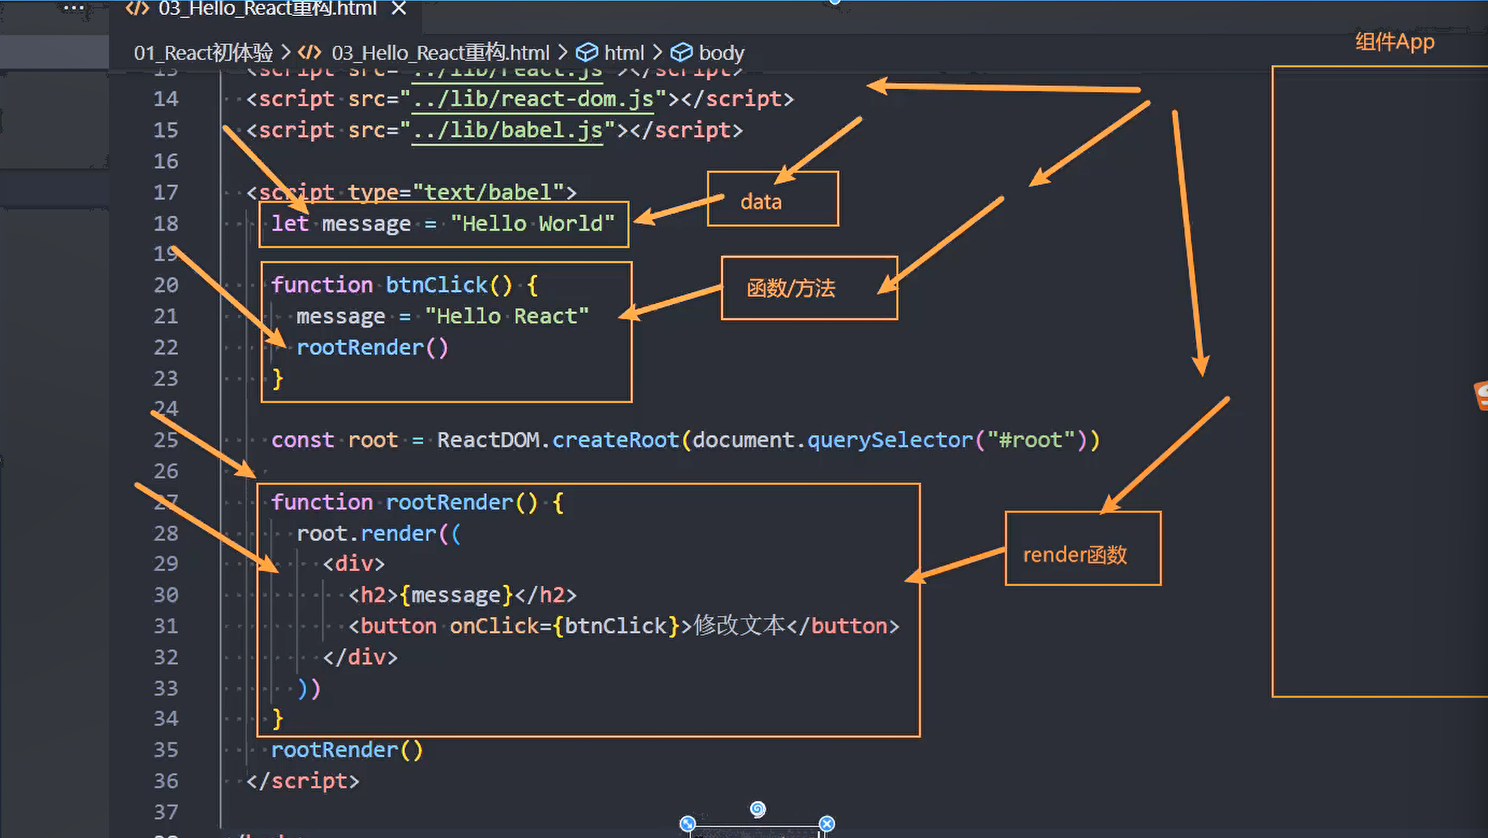 03_Hello_React重构.html
01_React初体验 > 03_Hello_React重构.html > html > body
组件App
13 <script src="../lib/react.js"></script>
14 <script src="../lib/react-dom.js"></script>
15 <script src="../lib/babel.js"></script>
16
17 <script type="text/babel">
data
18 let message = "Hello World"
19
20 function btnClick() {
函数/方法
21 message = "Hello React"
22 rootRender()
23 }
24
25 const root = ReactDOM.createRoot(document.querySelector("#root"))
26
27 function rootRender() {
28 root.render((
render函数
29 <div>
30 <h2>{message}</h2>
31 <button onClick={btnClick}>修改文本</button>
32 </div>
33 ))
34 }
35 rootRender()
36 </script>
37